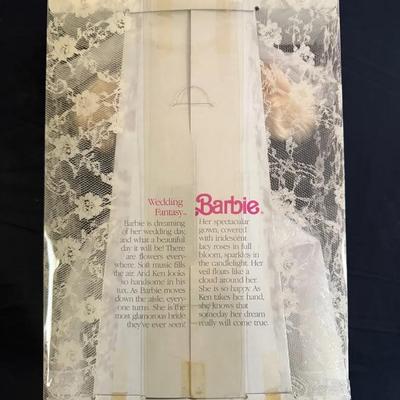 Wedding
Fantasy™
Barbie®
Barbie is dreaming
of her wedding day,
and what a beautiful
day it will be! There
are flowers every-
where. Soft music fills
the air. And Ken looks
so handsome in his
tux. As Barbie moves
down the aisle, every-
one turns. She is the
most glamorous bride
they've ever seen!
Her spectacular
gown, covered
with iridescent
lacy roses in full
bloom, sparkles in
the candlelight. Her
veil floats like a
cloud around her.
She is so happy. As
Ken takes her hand,
she knows that
someday her dream
really will come true.